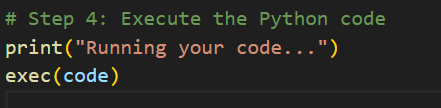 # Step 4: Execute the Python code
print("Running your code...")
exec(code)